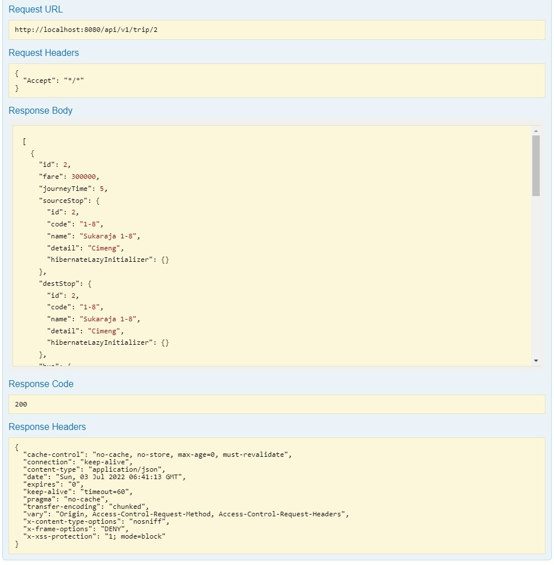 Request URL
http://localhost:8080/api/v1/trip/2
Request Headers
{
"Accept": "*/*"
}
Response Body
[
{
"id": 2,
"fare": 300000,
"journeyTime": 5,
"sourceStop": {
"id": 2,
"code": "1-8",
"name": "Sukaraja 1-8",
"detail": "Cimeng",
"hibernateLazyInitializer": {}
},
"destStop": {
"id": 2,
"code": "1-8",
"name": "Sukaraja 1-8",
"detail": "Cimeng",
"hibernateLazyInitializer": {}
},
Response Code
200
Response Headers
{
"cache-control": "no-cache, no-store, max-age=0, must-revalidate",
"connection": "keep-alive",
"content-type": "application/json",
"date": "Sun, 03 Jul 2022 06:41:13 GMT",
"expires": "0",
"keep-alive": "timeout=60",
"pragma": "no-cache",
"transfer-encoding": "chunked",
"vary": "Origin, Access-Control-Request-Method, Access-Control-Request-Headers",
"x-content-type-options": "nosniff",
"x-frame-options": "DENY",
"x-xss-protection": "1; mode=block"
}